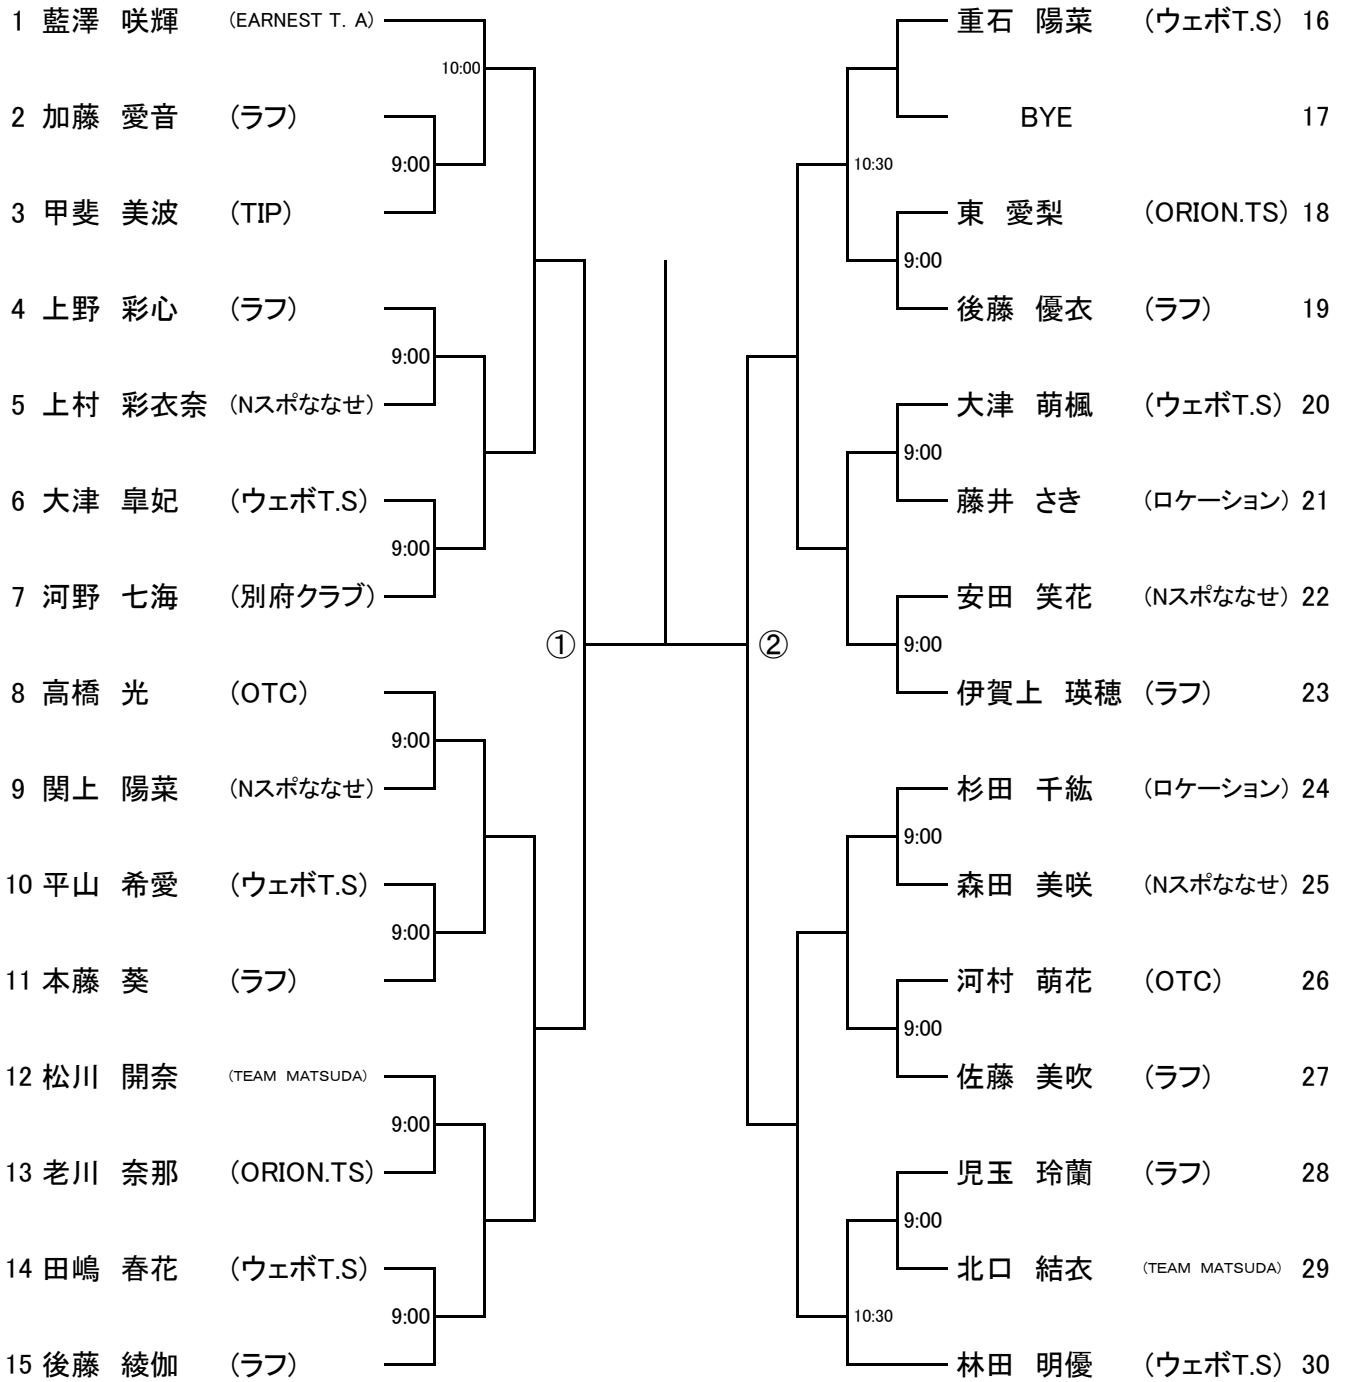 1 藍澤 咲輝 (EARNEST T. A)
10:00
2 加藤 愛音 (ラフ)
9:00
3 甲斐 美波 (TIP)
4 上野 彩心 (ラフ)
9:00
5 上村 彩衣奈 (Nスポななせ)
6 大津 皐妃 (ウェボT.S)
9:00
7 河野 七海 (別府クラブ)
①
8 高橋 光 (OTC)
9:00
9 関上 陽菜 (Nスポななせ)
10 平山 希愛 (ウェボT.S)
9:00
11 本藤 葵 (ラフ)
12 松川 開奈 (TEAM MATSUDA)
9:00
13 老川 奈那 (ORION.TS)
14 田嶋 春花 (ウェボT.S)
9:00
15 後藤 綾伽 (ラフ)
重石 陽菜 (ウェボT.S) 16
BYE 17
10:30
東 愛梨 (ORION.TS) 18
9:00
後藤 優衣 (ラフ) 19
大津 萌楓 (ウェボT.S) 20
9:00
藤井 さき (ロケーション) 21
安田 笑花 (Nスポななせ) 22
9:00
②
伊賀上 瑛穂 (ラフ) 23
杉田 千紘 (ロケーション) 24
9:00
森田 美咲 (Nスポななせ) 25
河村 萌花 (OTC) 26
9:00
佐藤 美吹 (ラフ) 27
児玉 玲蘭 (ラフ) 28
9:00
北口 結衣 (TEAM MATSUDA) 29
10:30
林田 明優 (ウェボT.S) 30